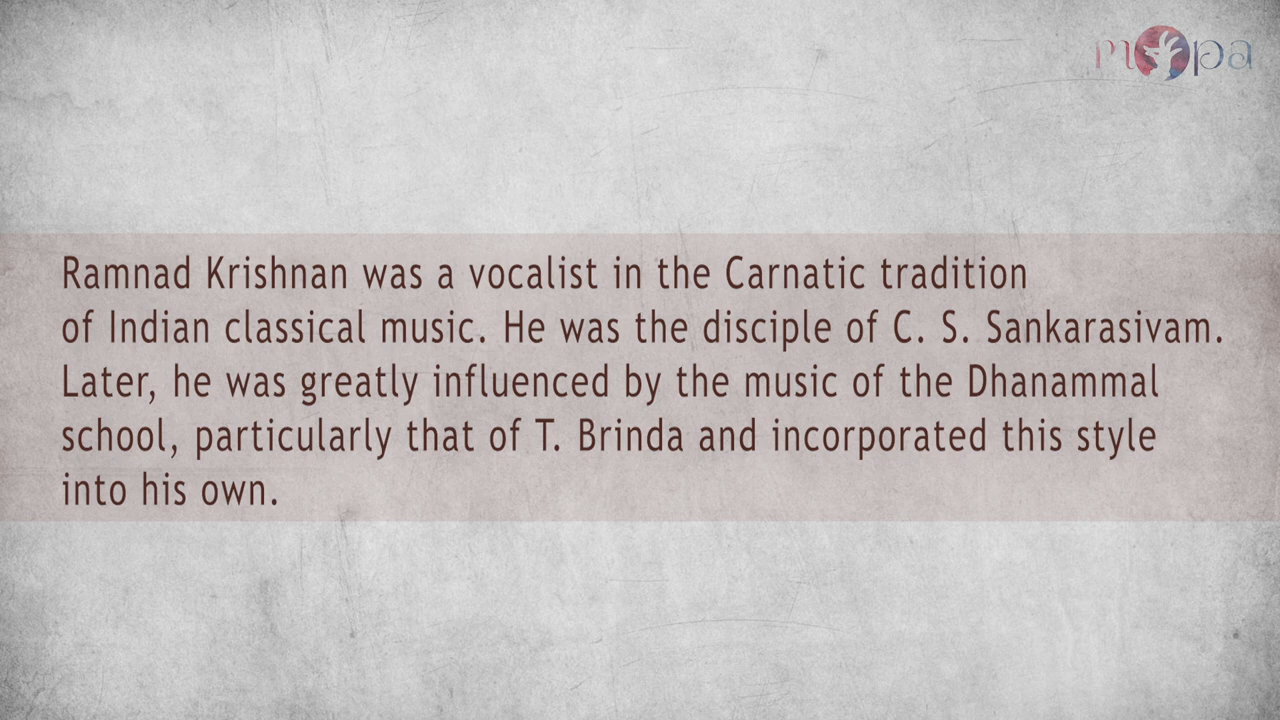 mopa
Ramnad Krishnan was a vocalist in the Carnatic tradition
of Indian classical music. He was the disciple of C. S. Sankarasivam.
Later, he was greatly influenced by the music of the Dhanammal
school, particularly that of T. Brinda and incorporated this style
into his own.